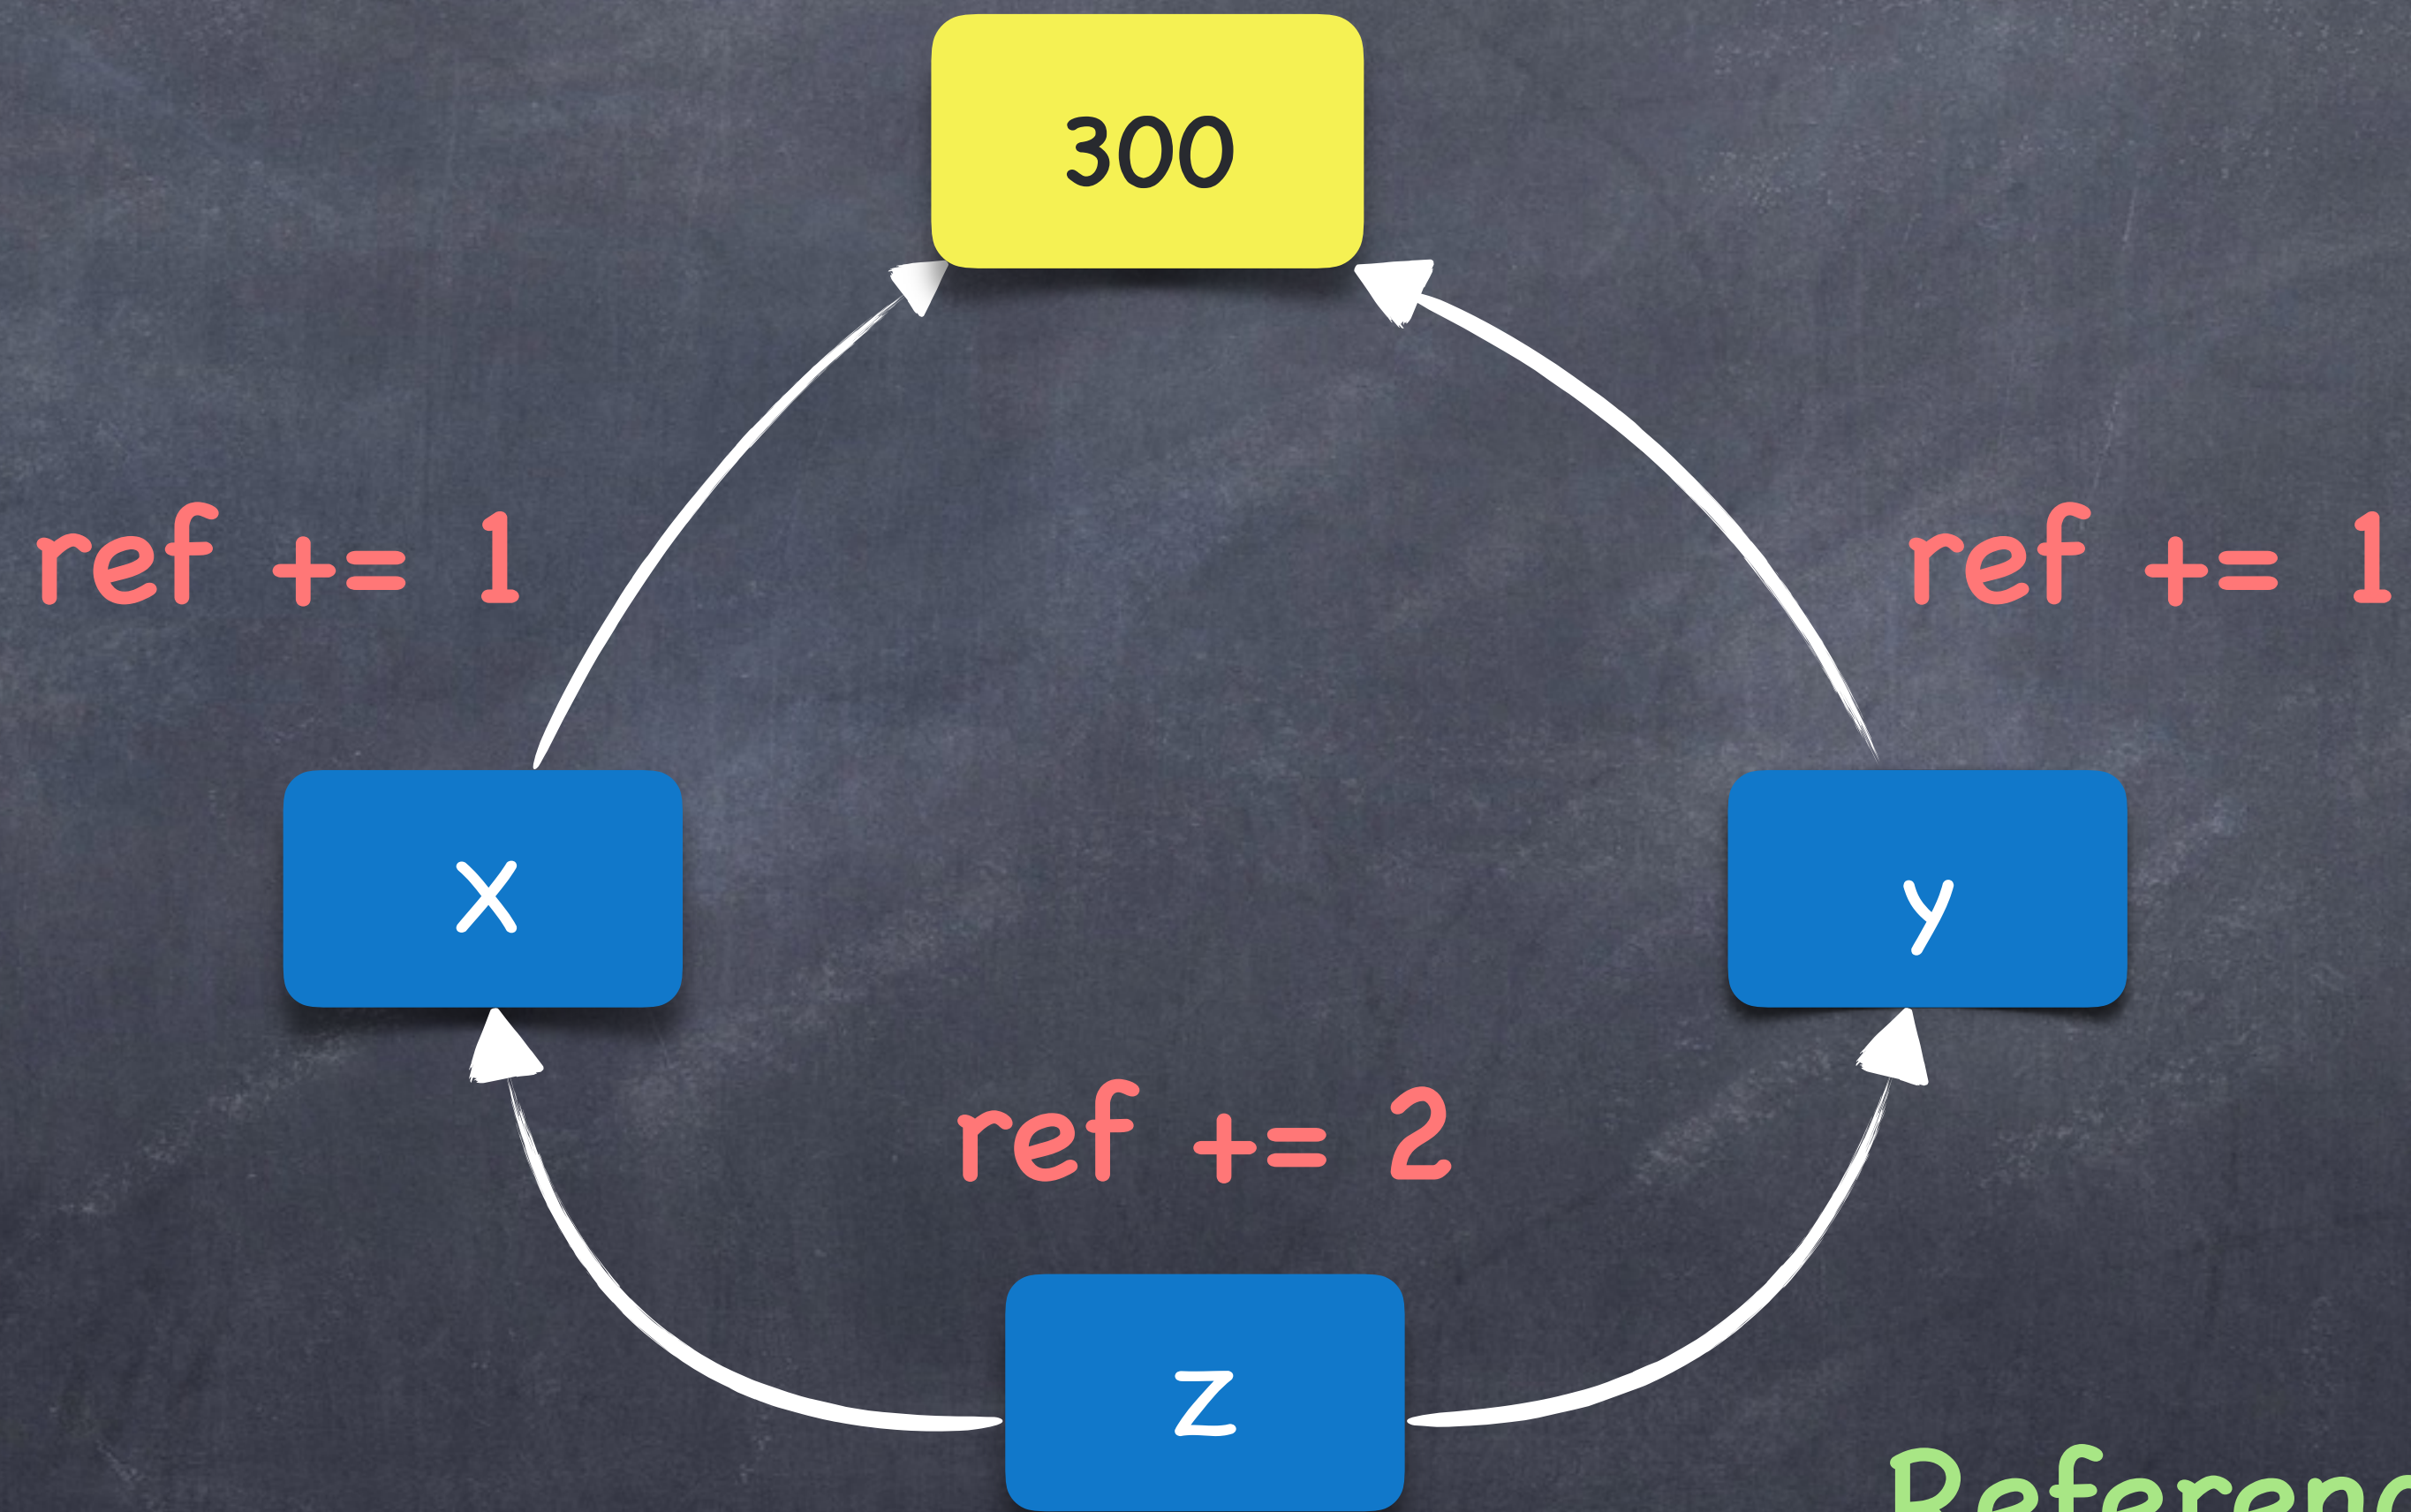 300
ref += 1
ref += 1
x
y
ref += 2
z